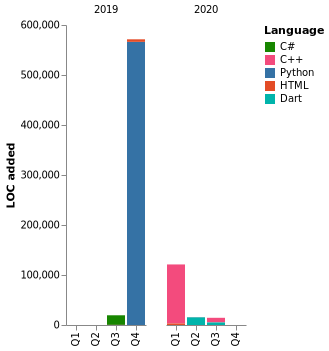 2019
2020
Language
C#
C++
Python
HTML
Dart
LOC added
600,000
500,000
400,000
300,000
200,000
100,000
0
Q1
Q2
Q3
Q4
Q1
Q2
Q3
Q4